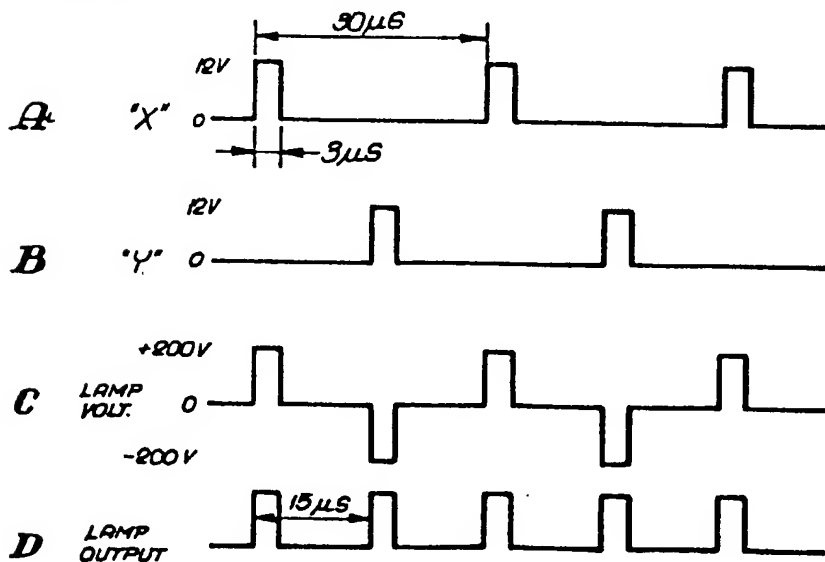 30μS
12V
A "X" 0
3μS
12V
B "Y" 0
+200V
C LAMP VOLT. 0
-200V
15μS
D LAMP OUTPUT